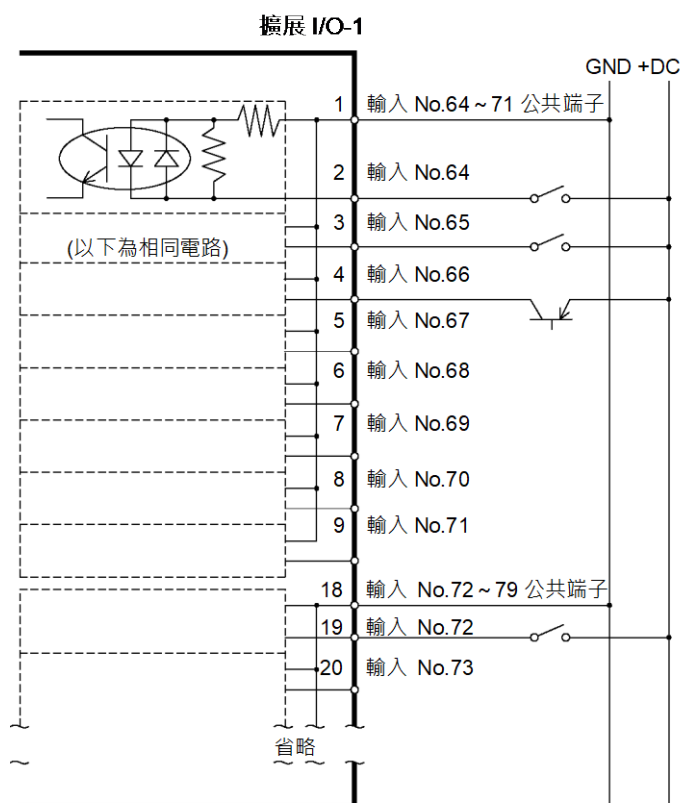 擴展 I/O-1
GND +DC
1 輸入 No.64~71 公共端子
2 輸入 No.64
3 輸入 No.65
(以下為相同電路)
4 輸入 No.66
5 輸入 No.67
6 輸入 No.68
7 輸入 No.69
8 輸入 No.70
9 輸入 No.71
18 輸入 No.72~79 公共端子
19 輸入 No.72
20 輸入 No.73
省略